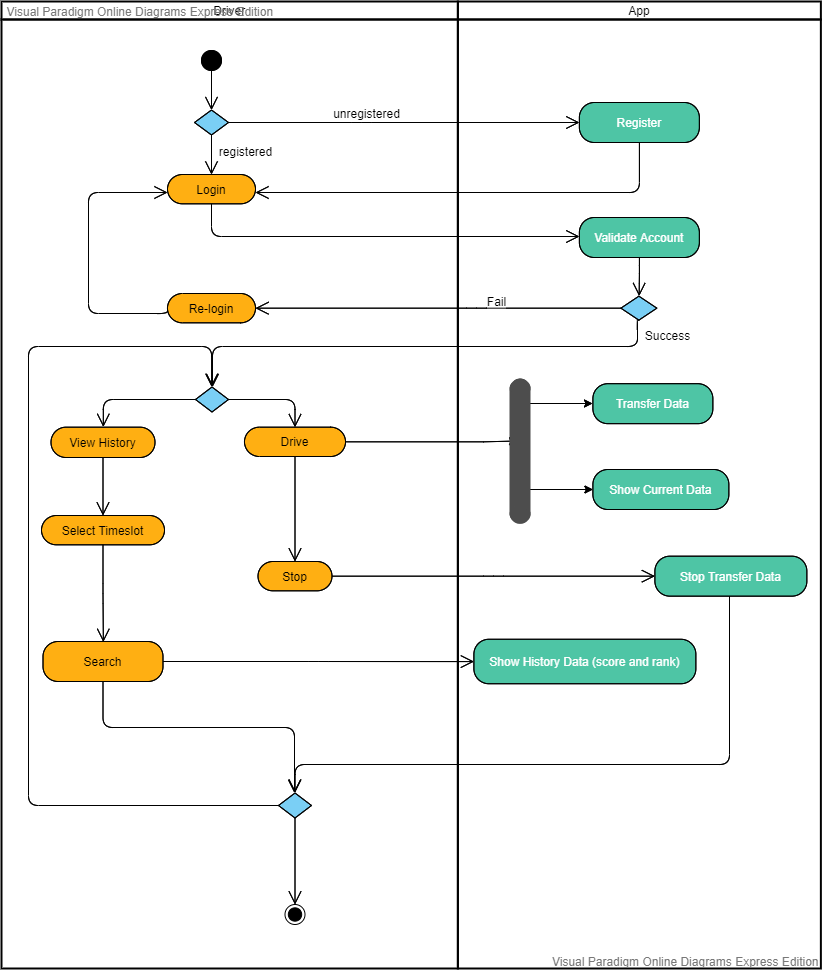 Visual Paradigm Online Diagrams Express Edition
Driver
App
unregistered
Register
registered
Login
Validate Account
Fail
Re-login
Success
Transfer Data
View History
Drive
Show Current Data
Select Timeslot
Stop
Stop Transfer Data
Search
Show History Data (score and rank)
Visual Paradigm Online Diagrams Express Edition